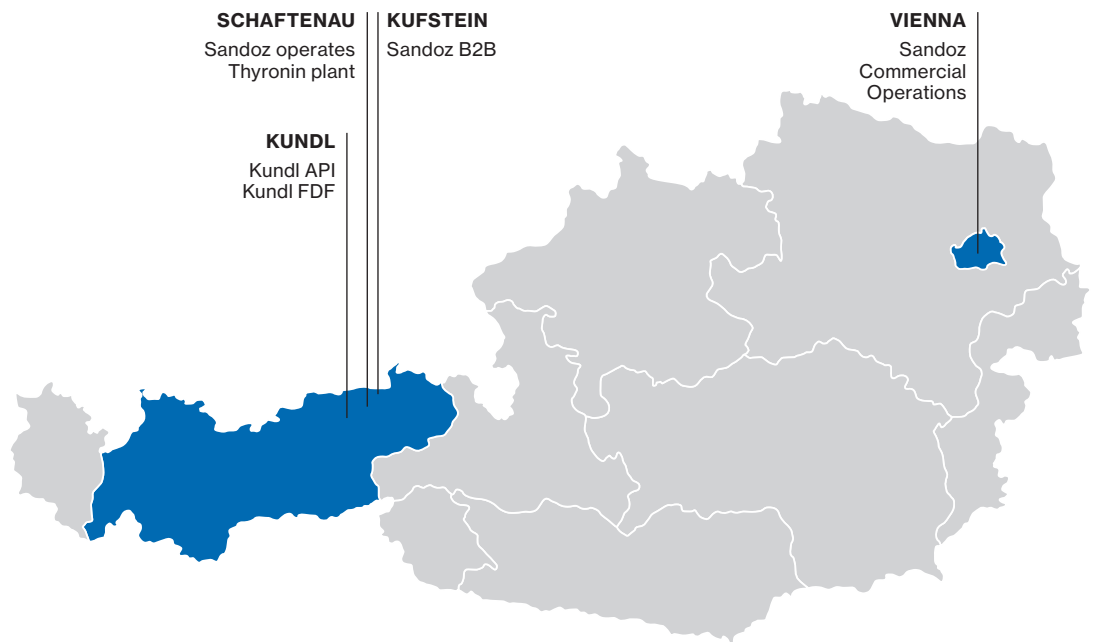 SCHAFTENAU
Sandoz operates
Thyronin plant
KUFSTEIN
Sandoz B2B
VIENNA
Sandoz
Commercial
Operations
KUNDL
Kundl API
Kundl FDF